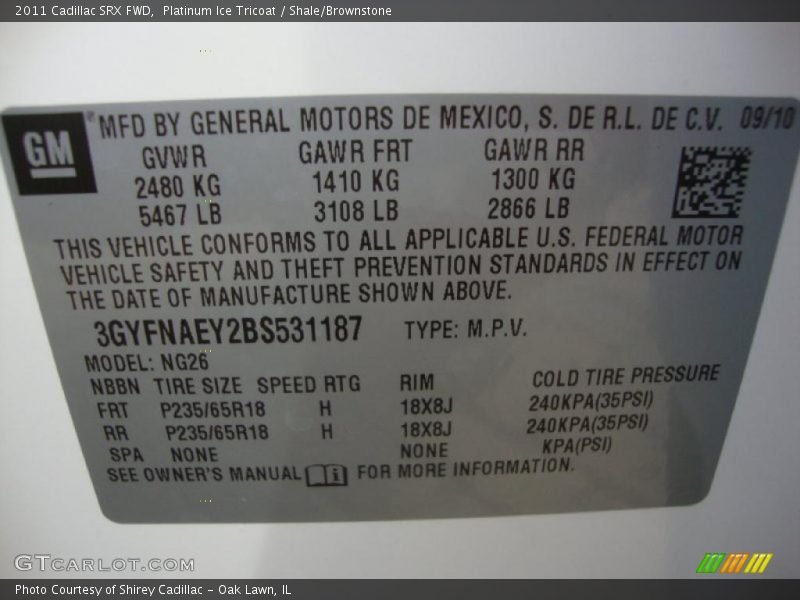 2011 Cadillac SRX FWD, Platinum Ice Tricoat / Shale/Brownstone
GM ® MFD BY GENERAL MOTORS DE MEXICO, S. DE R.L. DE C.V. 09/10
GVWR GAWR FRT GAWR RR
2480 KG 1410 KG 1300 KG
5467 LB 3108 LB 2866 LB
THIS VEHICLE CONFORMS TO ALL APPLICABLE U.S. FEDERAL MOTOR
VEHICLE SAFETY AND THEFT PREVENTION STANDARDS IN EFFECT ON
THE DATE OF MANUFACTURE SHOWN ABOVE.
3GYFNAEY2BS531187 TYPE: M.P.V.
MODEL: NG26
NBBN TIRE SIZE SPEED RTG RIM COLD TIRE PRESSURE
FRT P235/65R18 H 18X8J 240KPA(35PSI)
RR P235/65R18 H 18X8J 240KPA(35PSI)
SPA NONE NONE KPA(PSI)
SEE OWNER'S MANUAL i FOR MORE INFORMATION.
GTCARLOT.COM
Photo Courtesy of Shirey Cadillac - Oak Lawn, IL